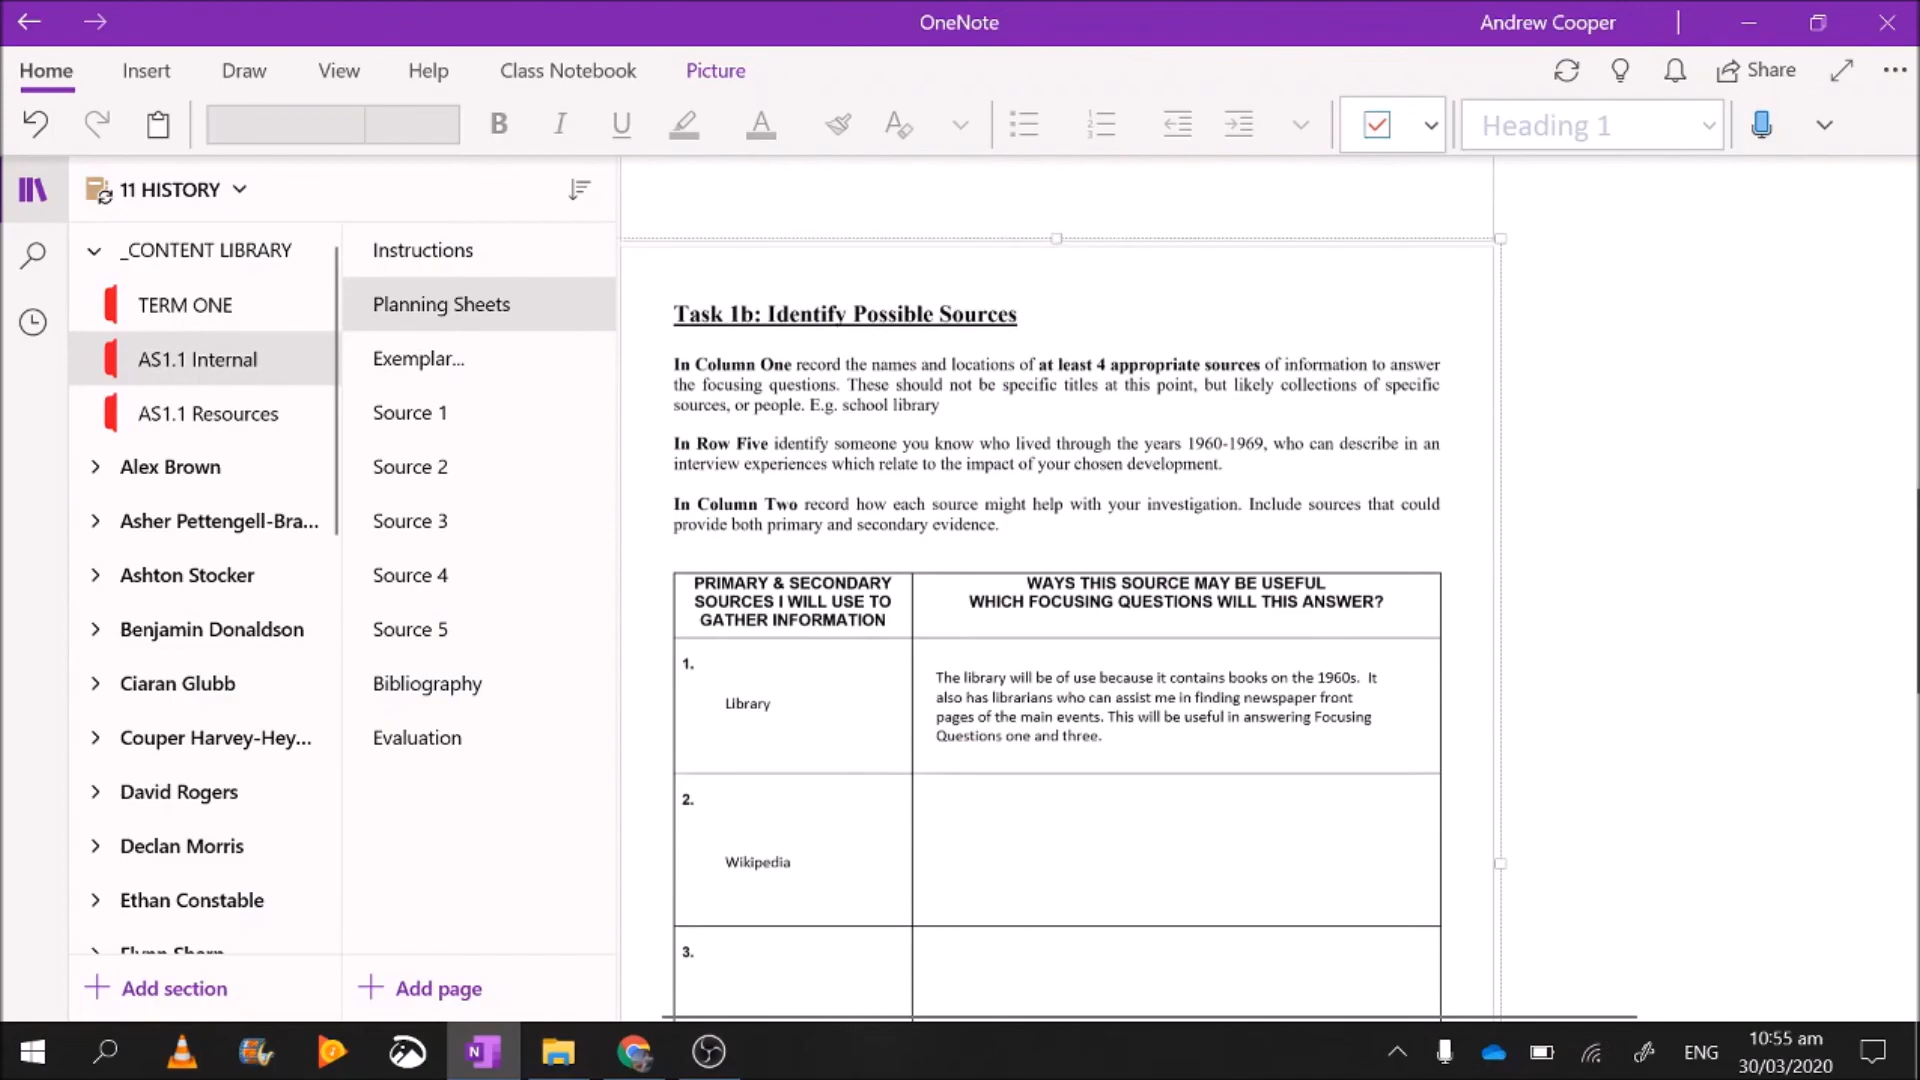 OneNote
Andrew Cooper
Home Insert Draw View Help Class Notebook Picture
Share
B I U A A
Heading 1
11 HISTORY
_CONTENT LIBRARY
TERM ONE
AS1.1 Internal
AS1.1 Resources
Alex Brown
Asher Pettengell-Bra...
Ashton Stocker
Benjamin Donaldson
Ciaran Glubb
Couper Harvey-Hey...
David Rogers
Declan Morris
Ethan Constable
Add section
Instructions
Planning Sheets
Exemplar...
Source 1
Source 2
Source 3
Source 4
Source 5
Bibliography
Evaluation
Add page
Task 1b: Identify Possible Sources
In Column One record the names and locations of at least 4 appropriate sources of information to answer
the focusing questions. These should not be specific titles at this point, but likely collections of specific
sources, or people. E.g. school library
In Row Five identify someone you know who lived through the years 1960-1969, who can describe in an
interview experiences which relate to the impact of your chosen development.
In Column Two record how each source might help with your investigation. Include sources that could
provide both primary and secondary evidence.
PRIMARY & SECONDARY
SOURCES I WILL USE TO
GATHER INFORMATION
WAYS THIS SOURCE MAY BE USEFUL
WHICH FOCUSING QUESTIONS WILL THIS ANSWER?
1.
Library
The library will be of use because it contains books on the 1960s. It
also has librarians who can assist me in finding newspaper front
pages of the main events. This will be useful in answering Focusing
Questions one and three.
2.
Wikipedia
3.
ENG
10:55 am
30/03/2020